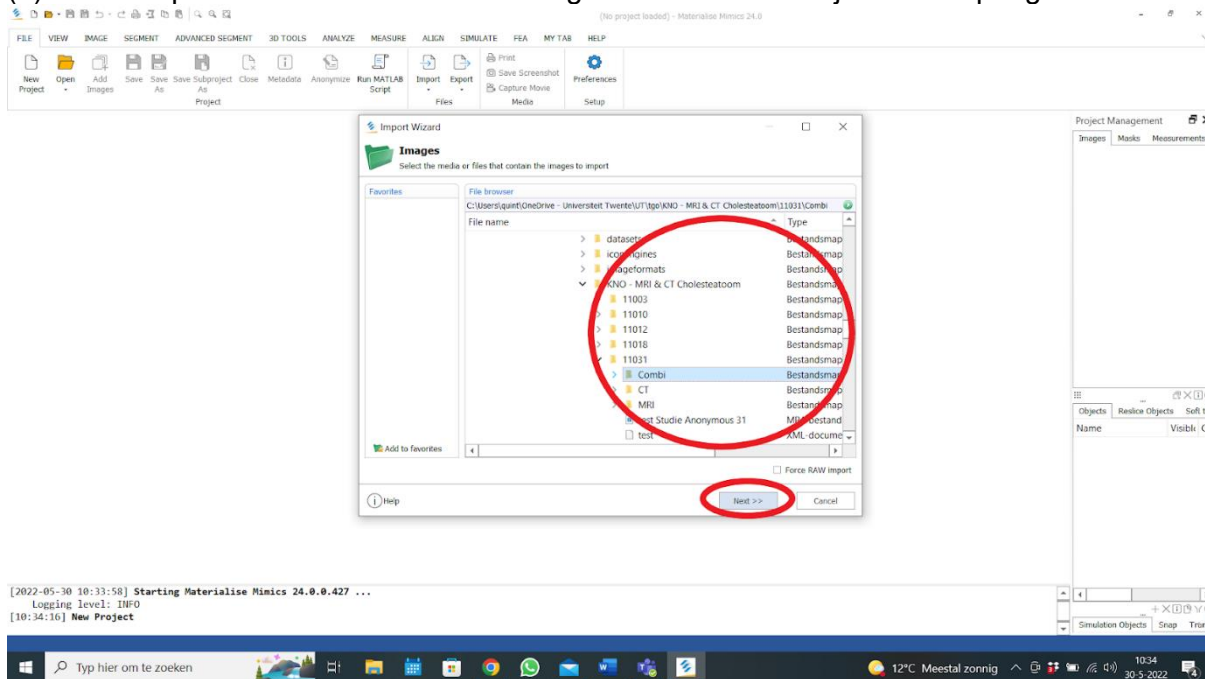 (No project loaded) - Materialise Mimics 24.0
FILE VIEW IMAGE SEGMENT ADVANCED SEGMENT 3D TOOLS ANALYZE MEASURE ALIGN SIMULATE FEA MY TAB HELP
New Project Open Add Images Save Save As Save Subproject As Close Metadata Anonymize Run MATLAB Script Import Export Print Save Screenshot Capture Movie Preferences
Project Files Media Setup
Import Wizard
Images
Select the media or files that contain the images to import
Favorites File browser
C:\Users\quint\OneDrive - Universiteit Twente\UT\tgo\KNO - MRI & CT Cholesteatoom\11031\Combi
File name Type
datasets Bestandsmap
Bestandsmap
Bestandsmap
KNO - MRI & CT Cholesteatoom Bestandsmap
11003 Bestandsmap
11010 Bestandsmap
11012 Bestandsmap
11018 Bestandsmap
11031 Bestandsmap
Combi Bestandsmap
CT Bestandsmap
MRI Bestandsmap
test Studie Anonymous 31
test XML-docume
Add to favorites
Force RAW import
Help Next >> Cancel
Project Management
Images Masks Measurements
Objects Reslice Objects Soft
Name Visible
Simulation Objects Snap
[2022-05-30 10:33:58] Starting Materialise Mimics 24.0.0.427 ...
Logging level: INFO
[10:34:16] New Project
Typ hier om te zoeken 12°C Meestal zonnig 10:34
30-5-2022